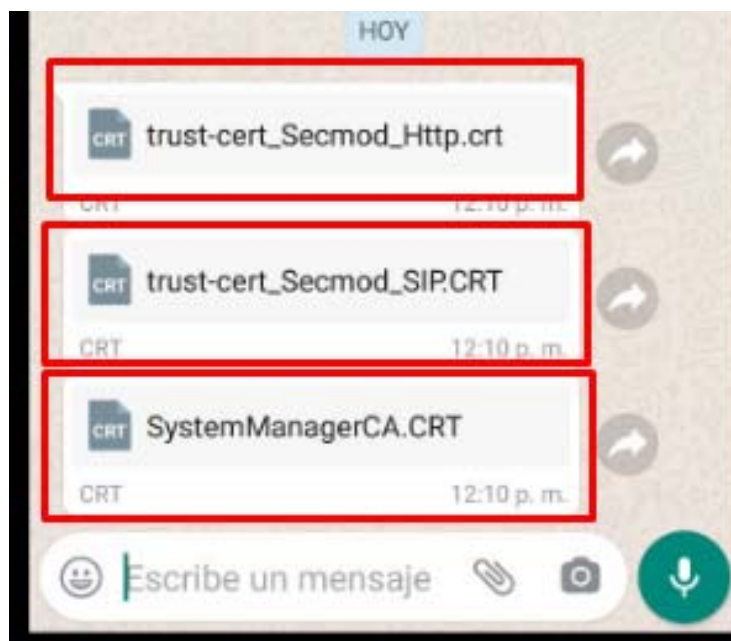 HOY
CRT trust-cert_Secmod_Http.crt
CRT 12:10 p. m.
CRT trust-cert_Secmod_SIP.CRT
CRT 12:10 p. m.
CRT SystemManagerCA.CRT
CRT 12:10 p. m.
Escribe un mensaje